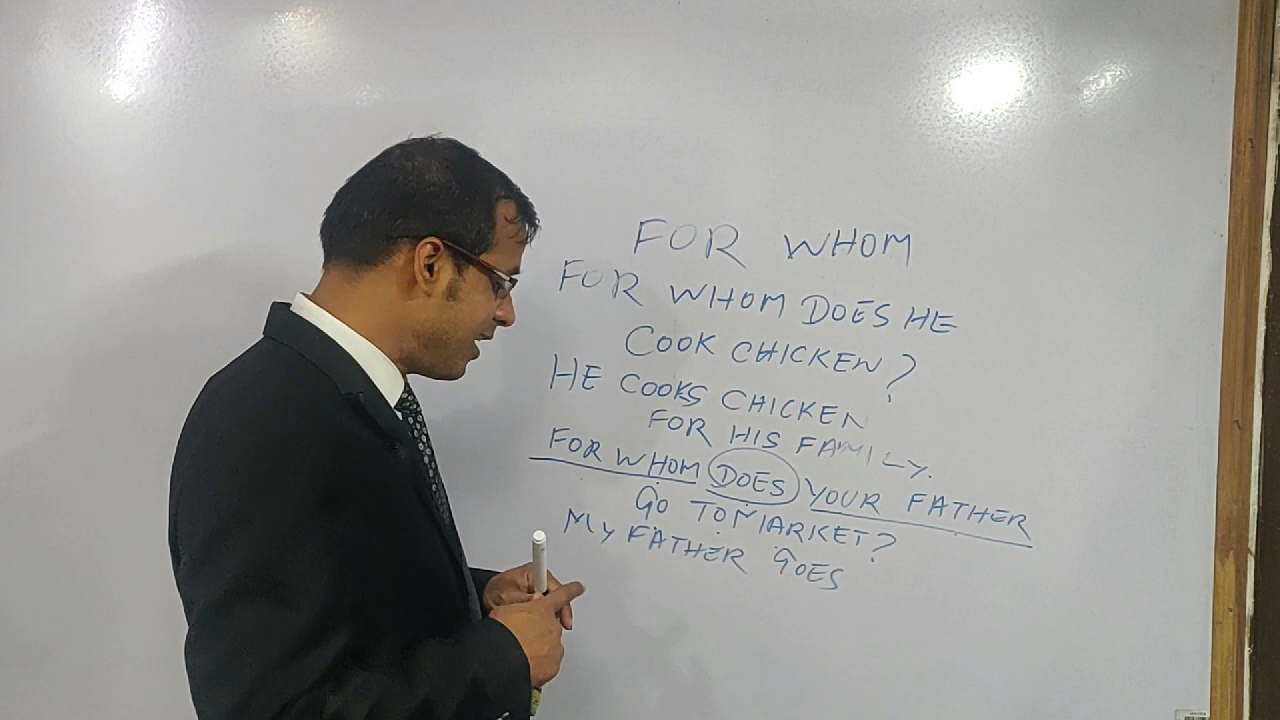 FOR WHOM
FOR WHOM DOES HE
COOK CHICKEN?
HE COOKS CHICKEN
FOR HIS FAMILY.
FOR WHOM DOES YOUR FATHER
GO TO MARKET?
MY FATHER GOES